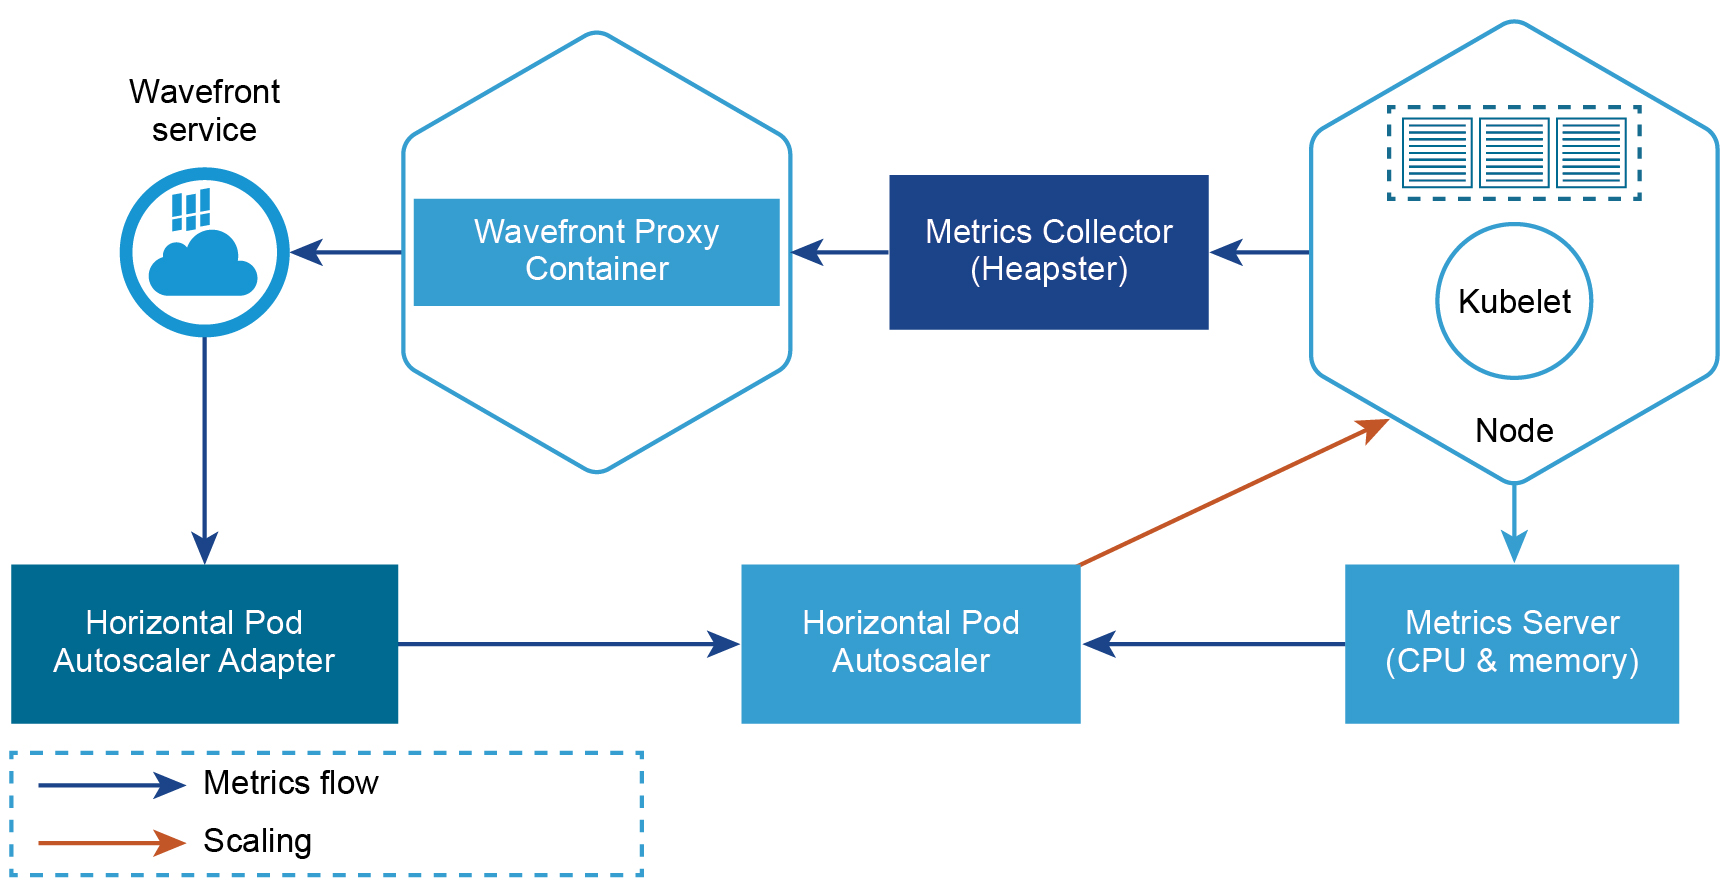 Wavefront
service
Wavefront Proxy
Container
Metrics Collector
(Heapster)
Kubelet
Node
Horizontal Pod
Autoscaler Adapter
Horizontal Pod
Autoscaler
Metrics Server
(CPU & memory)
Metrics flow
Scaling